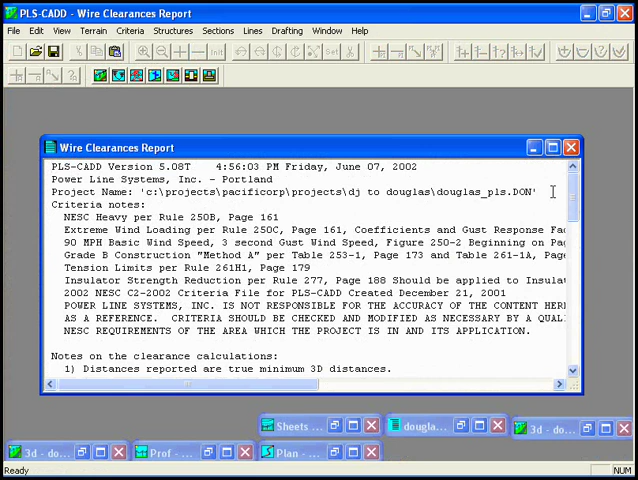 PLS-CADD - Wire Clearances Report
File Edit View Terrain Criteria Structures Sections Lines Drafting Window Help
Init
Wire Clearances Report
PLS-CADD Version 5.08T 4:56:03 PM Friday, June 07, 2002
Power Line Systems, Inc. - Portland
Project Name: 'c:\projects\pacificorp\projects\dj to douglas\douglas_pls.DON'
Criteria notes:
NESC Heavy per Rule 250B, Page 161
Extreme Wind Loading per Rule 250C, Page 161, Coefficients and Gust Response Fac
90 MPH Basic Wind Speed, 3 second Gust Wind Speed, Figure 250-2 Beginning on Pag
Grade B Construction "Method A" per Table 253-1, Page 173 and Table 261-1A, Page
Tension Limits per Rule 261H1, Page 179
Insulator Strength Reduction per Rule 277, Page 188 Should be applied to Insulat
2002 NESC C2-2002 Criteria File for PLS-CADD Created December 21, 2001
POWER LINE SYSTEMS, INC. IS NOT RESPONSIBLE FOR THE ACCURACY OF THE CONTENT HERE
AS A REFERENCE. CRITERIA SHOULD BE CHECKED AND MODIFIED AS NECESSARY BY A QUAL
NESC REQUIREMENTS OF THE AREA WHICH THE PROJECT IS IN AND ITS APPLICATION.
Notes on the clearance calculations:
1) Distances reported are true minimum 3D distances.
Sheets ...
dougla...
3d - do...
3d - do...
Prof - ...
Plan - ...
Ready
NUM